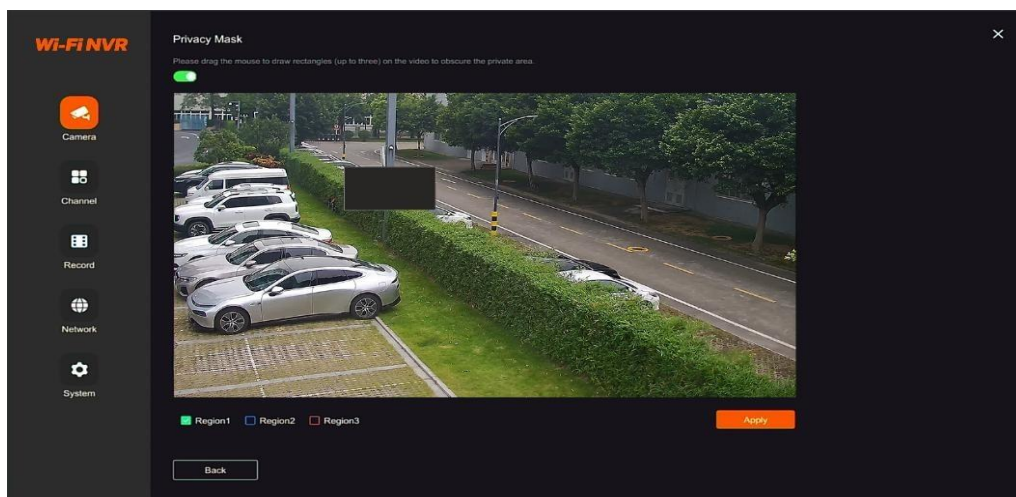 Wi-Fi NVR
Privacy Mask
Please drag the mouse to draw rectangles (up to three) on the video to obscure the private area.
Camera
Channel
Record
Network
System
Region1
Region2
Region3
Apply
Back